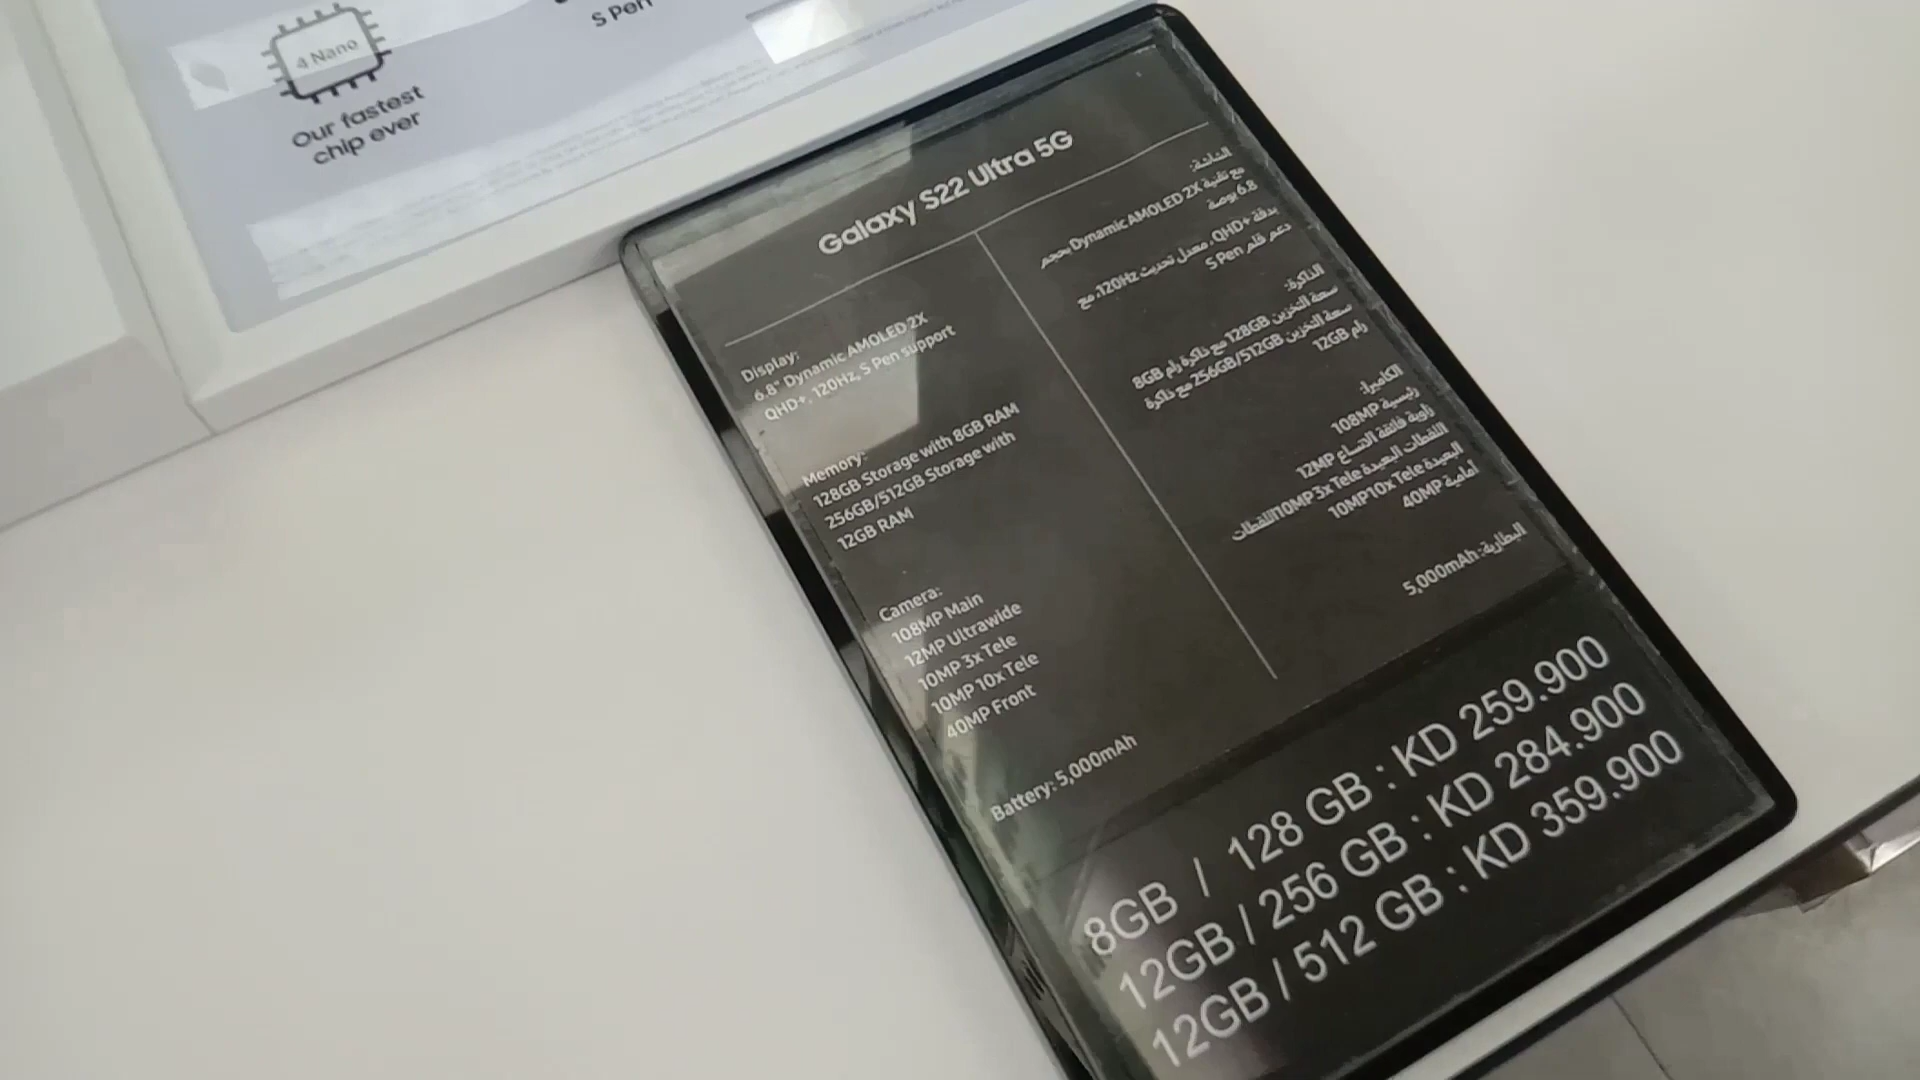 4 Nano
Our fastest
chip ever
S Pen
Galaxy S22 Ultra 5G
Display:
6.8" Dynamic AMOLED 2X
QHD+, 120Hz, S Pen support
Memory:
128GB Storage with 8GB RAM
256GB/512GB Storage with
12GB RAM
Camera:
108MP Main
12MP Ultrawide
10MP 3x Tele
10MP 10x Tele
40MP Front
Battery: 5,000mAh
الشاشة:
مع تقنية Dynamic AMOLED 2X بحجم
6.8 بوصة
بدقة +QHD، معدل تحديث 120Hz، مع
دعم قلم S Pen
الذاكرة:
سعة التخزين 128GB مع ذاكرة رام 8GB
سعة التخزين 256GB/512GB مع ذاكرة
رام 12GB
الكاميرا:
رئيسية 108MP
زاوية فائقة الاتساع 12MP
اللقطات البعيدة 10MP 3x Tele اللقطات
البعيدة 10MP 10x Tele
أمامية 40MP
البطارية: 5,000mAh
8GB / 128 GB : KD 259.900
12GB / 256 GB : KD 284.900
12GB / 512 GB : KD 359.900